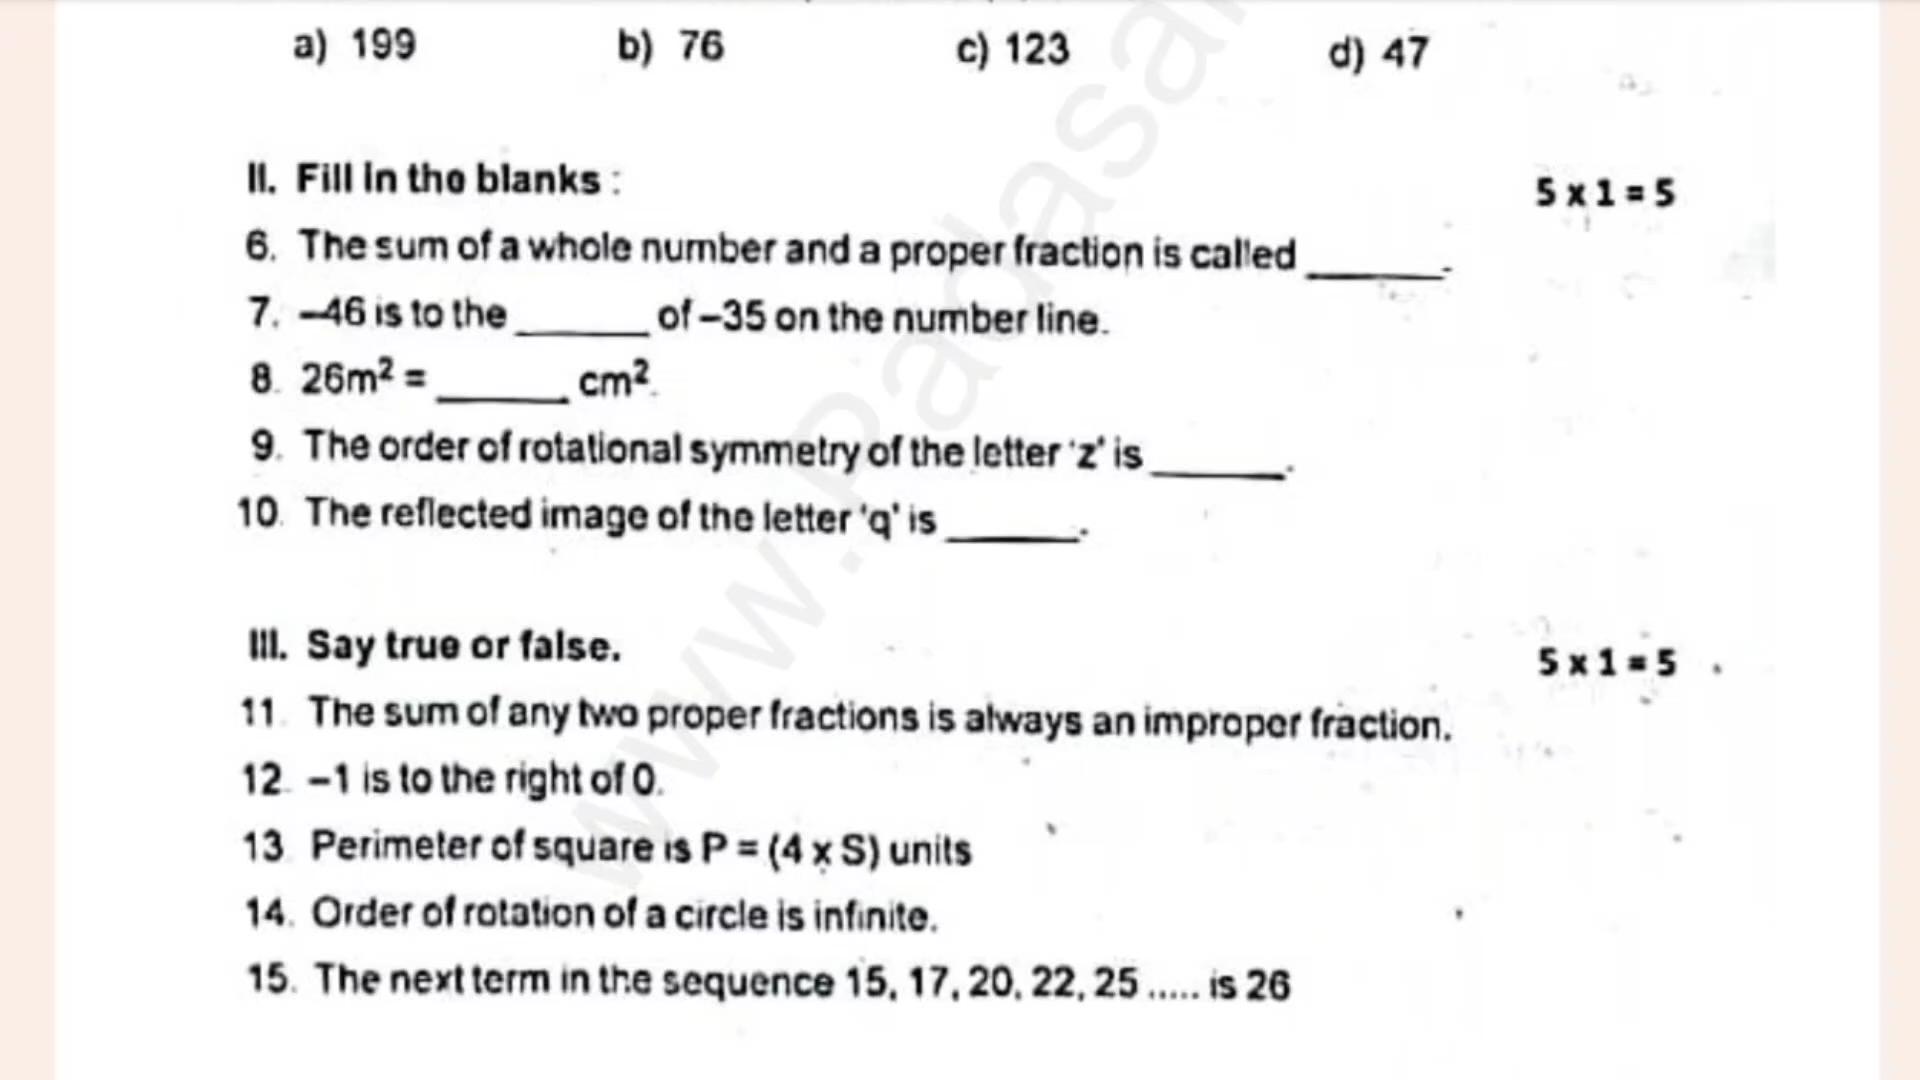 a) 199 b) 76 c) 123 d) 47
II. Fill in the blanks : 5 x 1 = 5
6. The sum of a whole number and a proper fraction is called ______.
7. –46 is to the ______ of –35 on the number line.
8. 26m² = ______ cm².
9. The order of rotational symmetry of the letter 'z' is ______.
10. The reflected image of the letter 'q' is ______.
III. Say true or false. 5 x 1 = 5
11. The sum of any two proper fractions is always an improper fraction.
12. –1 is to the right of 0.
13. Perimeter of square is P = (4 x S) units
14. Order of rotation of a circle is infinite.
15. The next term in the sequence 15, 17, 20, 22, 25 ..... is 26
www.Padasa